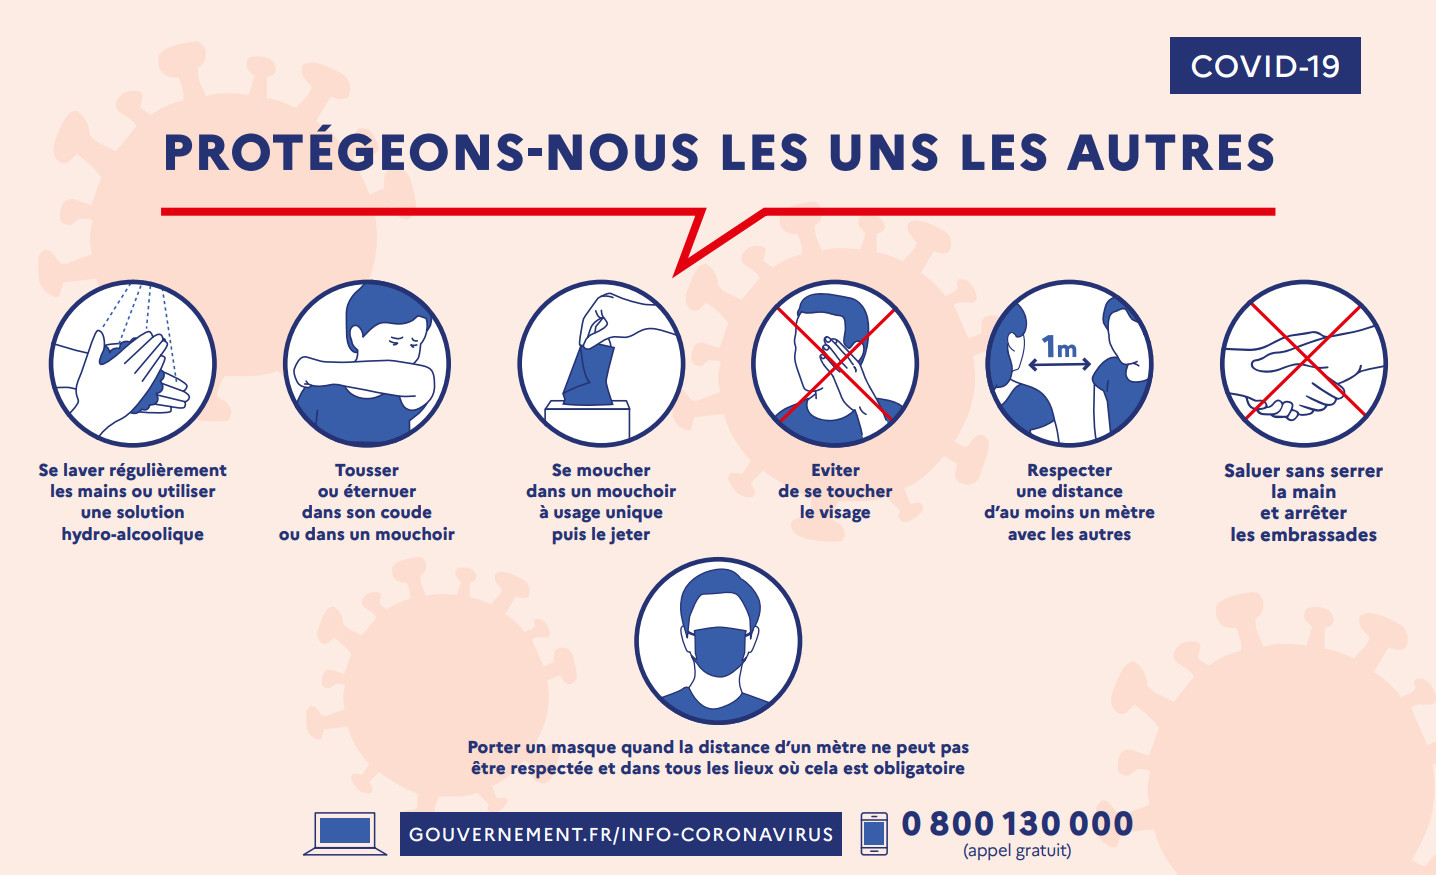 COVID-19
PROTÉGEONS-NOUS LES UNS LES AUTRES
1m
Se laver régulièrement
les mains ou utiliser
une solution
hydro-alcoolique
Tousser
ou éternuer
dans son coude
ou dans un mouchoir
Se moucher
dans un mouchoir
à usage unique
puis le jeter
Eviter
de se toucher
le visage
Respecter
une distance
d'au moins un mètre
avec les autres
Saluer sans serrer
la main
et arrêter
les embrassades
Porter un masque quand la distance d'un mètre ne peut pas
être respectée et dans tous les lieux où cela est obligatoire
GOUVERNEMENT.FR/INFO-CORONAVIRUS
0 800 130 000
(appel gratuit)